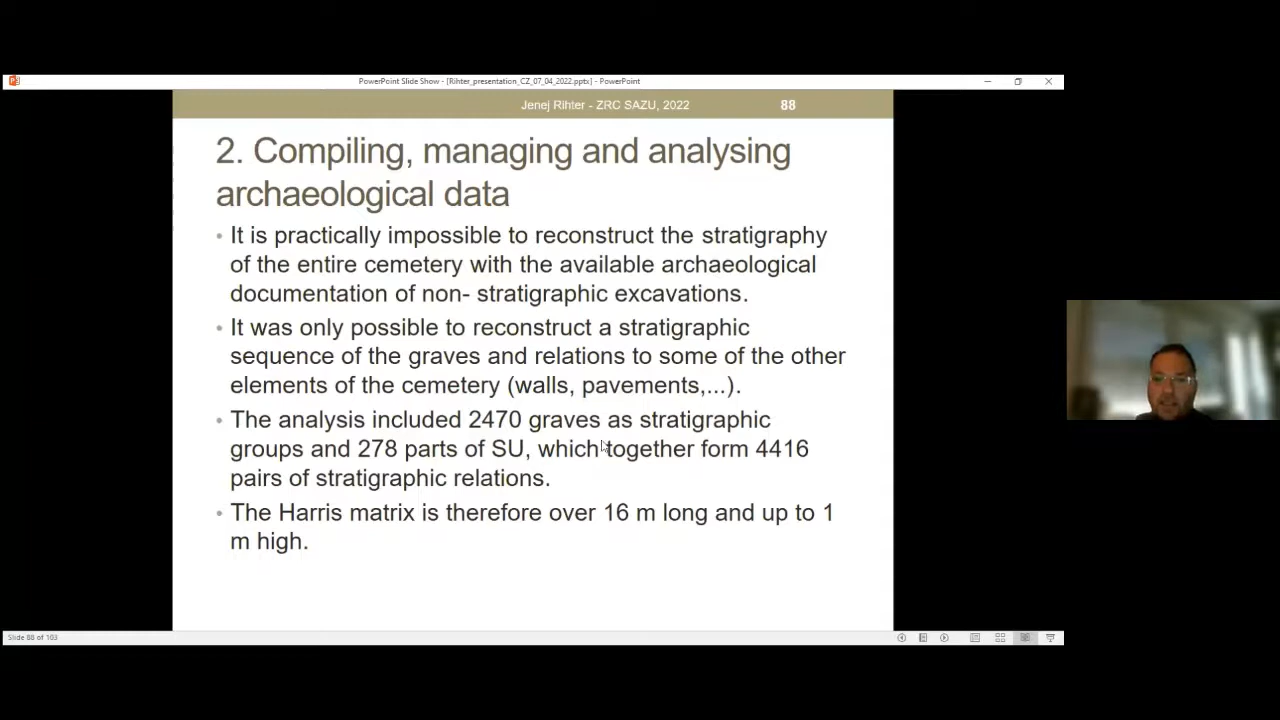 PowerPoint Slide Show - [Rihter_presentation_CZ_07_04_2022.pptx] - PowerPoint
Jenej Rihter - ZRC SAZU, 2022 88
2. Compiling, managing and analysing
archaeological data
• It is practically impossible to reconstruct the stratigraphy
of the entire cemetery with the available archaeological
documentation of non- stratigraphic excavations.
• It was only possible to reconstruct a stratigraphic
sequence of the graves and relations to some of the other
elements of the cemetery (walls, pavements,...).
• The analysis included 2470 graves as stratigraphic
groups and 278 parts of SU, which together form 4416
pairs of stratigraphic relations.
• The Harris matrix is therefore over 16 m long and up to 1
m high.
Slide 88 of 103